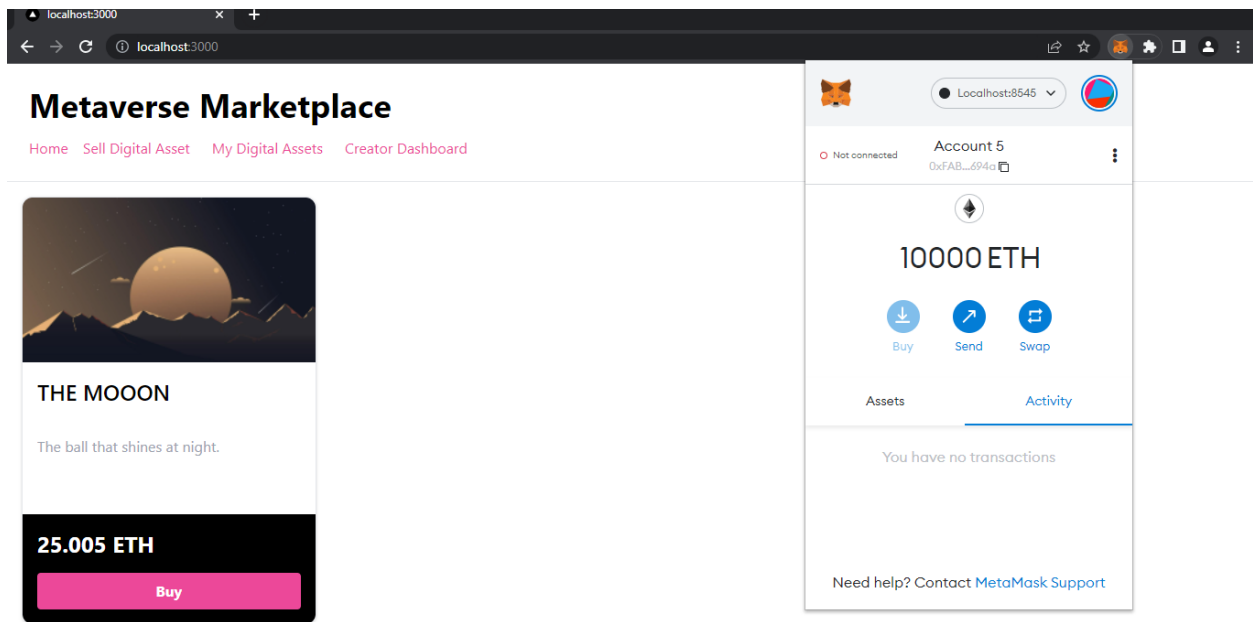 localhost:3000
localhost:3000
Metaverse Marketplace
Home Sell Digital Asset My Digital Assets Creator Dashboard
THE MOOON
The ball that shines at night.
25.005 ETH
Buy
Localhost:8545
Not connected
Account 5
0xFAB...694a
10000 ETH
Buy Send Swap
Assets Activity
You have no transactions
Need help? Contact MetaMask Support